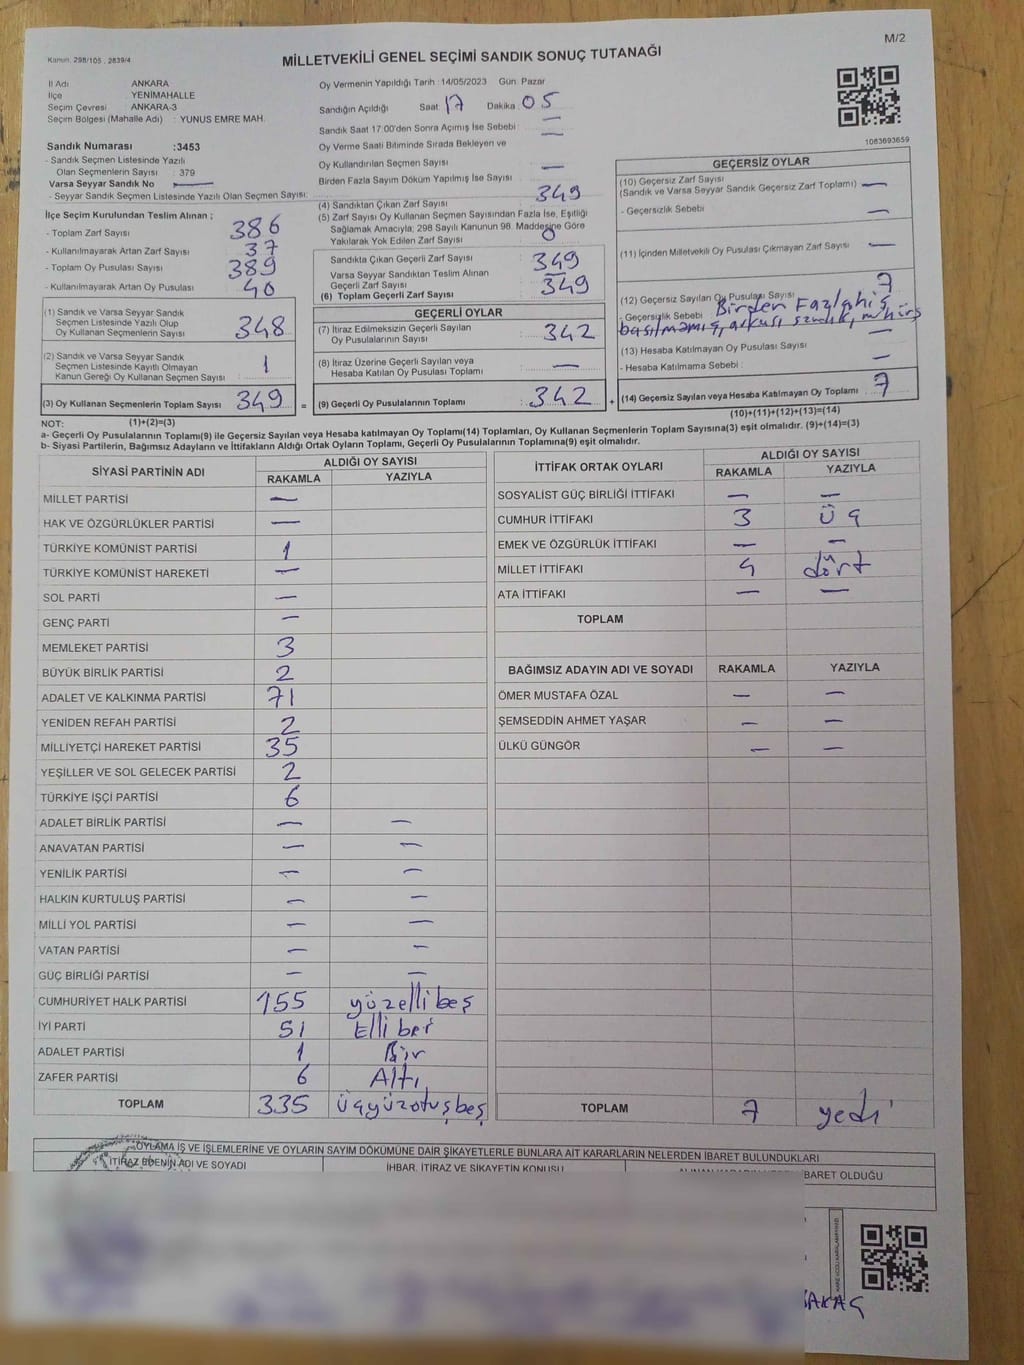 M/2
Kanun. 298/105 , 2839/4
MİLLETVEKİLİ GENEL SEÇİMİ SANDIK SONUÇ TUTANAĞI
İl Adı ANKARA
İlçe YENİMAHALLE
Seçim Çevresi ANKARA-3
Seçim Bölgesi (Mahalle Adı) : YUNUS EMRE MAH.
Oy Vermenin Yapıldığı Tarih :14/05/2023 Gün: Pazar
Sandığın Açıldığı Saat 17 Dakika 05
Sandık Saat 17:00'den Sonra Açımış İse Sebebi : —
Oy Verme Saati Bitiminde Sırada Bekleyen ve —
Oy Kullandırılan Seçmen Sayısı
Birden Fazla Sayım Döküm Yapılmış İse Sayısı —
1083693659
Sandık Numarası :3453
- Sandık Seçmen Listesinde Yazılı
Olan Seçmenlerin Sayısı : 379
Varsa Seyyar Sandık No —
- Seyyar Sandık Seçmen Listesinde Yazılı Olan Seçmen Sayısı:
İlçe Seçim Kurulundan Teslim Alınan ;
- Toplam Zarf Sayısı 386
- Kullanılmayarak Artan Zarf Sayısı 37
- Toplam Oy Pusulası Sayısı 389
- Kullanılmayarak Artan Oy Pusulası 40
(1) Sandık ve Varsa Seyyar Sandık
Seçmen Listesinde Yazılı Olup
Oy Kullanan Seçmenlerin Sayısı 348
(2) Sandık ve Varsa Seyyar Sandık
Seçmen Listesinde Kayıtlı Olmayan
Kanun Gereği Oy Kullanan Seçmen Sayısı : 1
(3) Oy Kullanan Seçmenlerin Toplam Sayısı 349 =
(4) Sandıktan Çıkan Zarf Sayısı 349
(5) Zarf Sayısı Oy Kullanan Seçmen Sayısından Fazla İse, Eşitliği
Sağlamak Amacıyla; 298 Sayılı Kanunun 98. Maddesine Göre
Yakılarak Yok Edilen Zarf Sayısı 0
Sandıkta Çıkan Geçerli Zarf Sayısı 349
Varsa Seyyar Sandıktan Teslim Alınan
Geçerli Zarf Sayısı —
(6) Toplam Geçerli Zarf Sayısı 349
GEÇERLİ OYLAR
(7) İtiraz Edilmeksizin Geçerli Sayılan
Oy Pusulalarının Sayısı 342
(8) İtiraz Üzerine Geçerli Sayılan veya
Hesaba Katılan Oy Pusulası Toplamı —
(9) Geçerli Oy Pusulalarının Toplamı : 342 +
GEÇERSİZ OYLAR
(10) Geçersiz Zarf Sayısı
(Sandık ve Varsa Seyyar Sandık Geçersiz Zarf Toplamı) —
- Geçersizlik Sebebi —
(11) İçinden Milletvekili Oy Pusulası Çıkmayan Zarf Sayısı —
(12) Geçersiz Sayılan Oy Pusulası Sayısı 7
- Geçersizlik Sebebi : Birden Fazla
(13) Hesaba Katılmayan Oy Pusulası Sayısı —
- Hesaba Katılmama Sebebi : —
(14) Geçersiz Sayılan veya Hesaba Katılmayan Oy Toplamı 7
NOT: (1)+(2)=(3)
(10)+(11)+(12)+(13)=(14)
a- Geçerli Oy Pusulalarının Toplamı(9) ile Geçersiz Sayılan veya Hesaba katılmayan Oy Toplamı(14) Toplamları, Oy Kullanan Seçmenlerin Toplam Sayısına(3) eşit olmalıdır. (9)+(14)=(3)
b- Siyasi Partilerin, Bağımsız Adayların ve İttifakların Aldığı Ortak Oyların Toplamı, Geçerli Oy Pusulalarının Toplamına(9) eşit olmalıdır.
SİYASİ PARTİNİN ADI ALDIĞI OY SAYISI
RAKAMLA YAZIYLA
MİLLET PARTİSİ —
HAK VE ÖZGÜRLÜKLER PARTİSİ —
TÜRKİYE KOMÜNİST PARTİSİ 1
TÜRKİYE KOMÜNİST HAREKETİ —
SOL PARTİ —
GENÇ PARTİ —
MEMLEKET PARTİSİ 3
BÜYÜK BİRLİK PARTİSİ 2
ADALET VE KALKINMA PARTİSİ 71
YENİDEN REFAH PARTİSİ 2
MİLLİYETÇİ HAREKET PARTİSİ 35
YEŞİLLER VE SOL GELECEK PARTİSİ 2
TÜRKİYE İŞÇİ PARTİSİ 6
ADALET BİRLİK PARTİSİ — —
ANAVATAN PARTİSİ — —
YENİLİK PARTİSİ — —
HALKIN KURTULUŞ PARTİSİ — —
MİLLİ YOL PARTİSİ — —
VATAN PARTİSİ — —
GÜÇ BİRLİĞİ PARTİSİ — —
CUMHURİYET HALK PARTİSİ 155 yüzelli beş
İYİ PARTİ 51 Elli bir
ADALET PARTİSİ 1 Bir
ZAFER PARTİSİ 6 Altı
TOPLAM 335 üçyüzotuşbeş
İTTİFAK ORTAK OYLARI ALDIĞI OY SAYISI
RAKAMLA YAZIYLA
SOSYALİST GÜÇ BİRLİĞİ İTTİFAKI — —
CUMHUR İTTİFAKI 3 üç
EMEK VE ÖZGÜRLÜK İTTİFAKI — —
MİLLET İTTİFAKI 4 dört
ATA İTTİFAKI — —
TOPLAM
BAĞIMSIZ ADAYIN ADI VE SOYADI RAKAMLA YAZIYLA
ÖMER MUSTAFA ÖZAL — —
ŞEMSEDDİN AHMET YAŞAR — —
ÜLKÜ GÜNGÖR — —
TOPLAM 7 yedi
OYLAMA İŞ VE İŞLEMLERİNE VE OYLARIN SAYIM DÖKÜMÜNE DAİR ŞİKAYETLERLE BUNLARA AİT KARARLARIN NELERDEN İBARET BULUNDUKLARI
İTİRAZ EDENİN ADI VE SOYADI İHBAR, İTİRAZ VE ŞİKAYETİN KONUSU ALINAN KARARIN NEDEN İBARET OLDUĞU